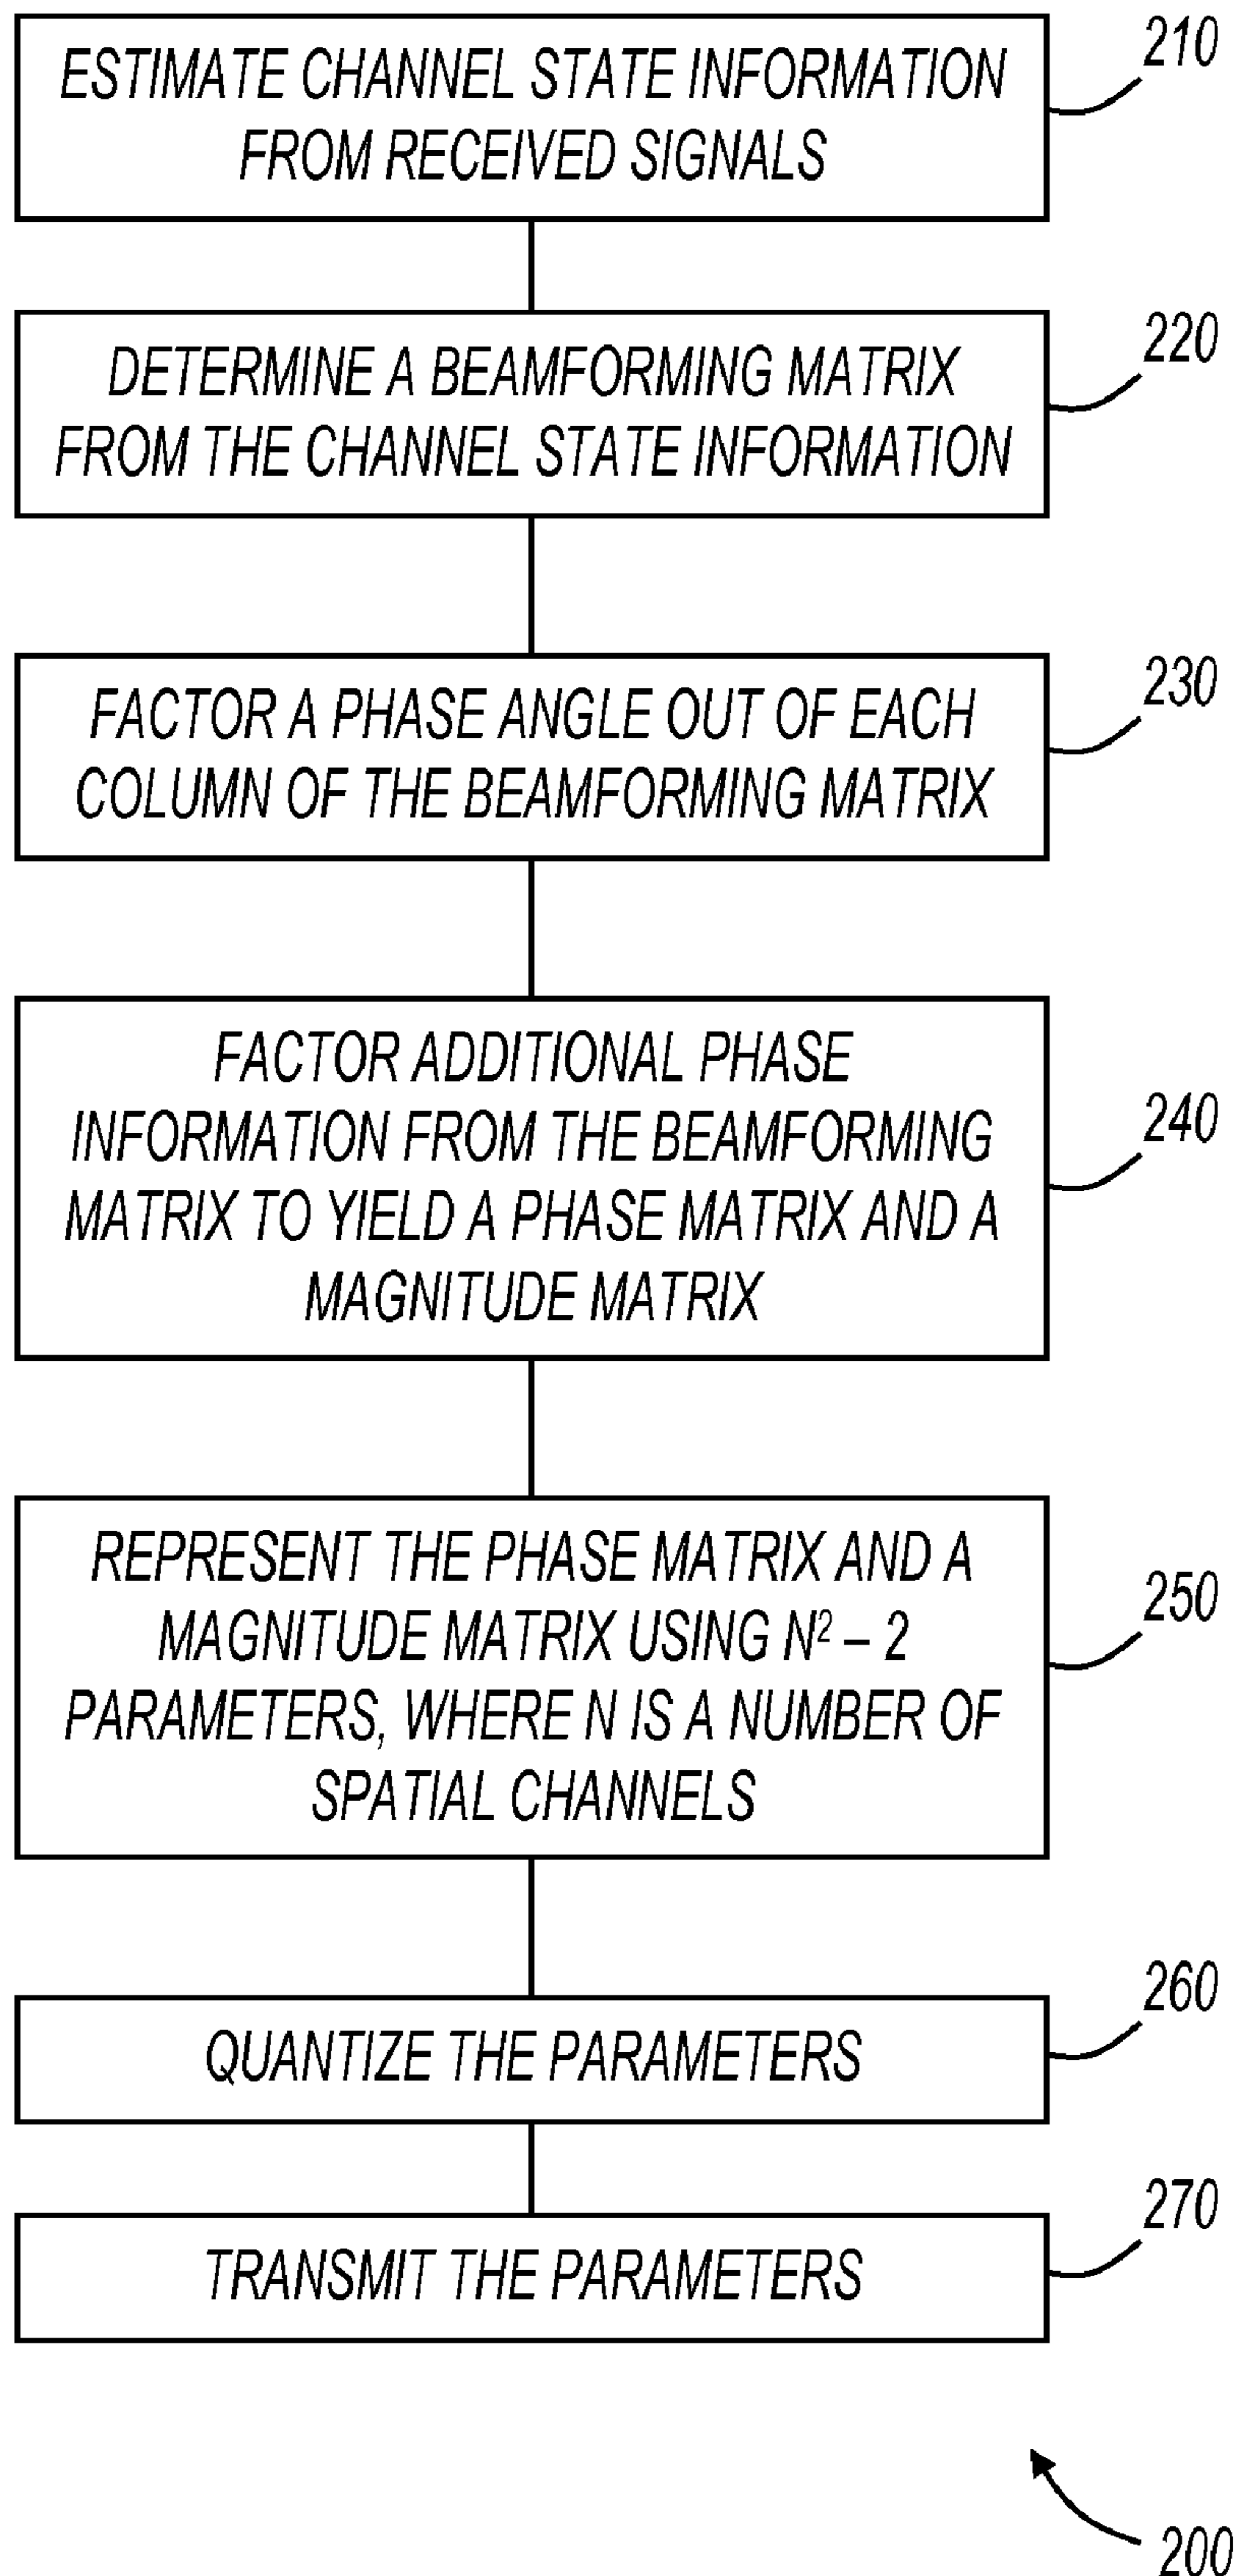 ESTIMATE CHANNEL STATE INFORMATION
FROM RECEIVED SIGNALS
210
DETERMINE A BEAMFORMING MATRIX
FROM THE CHANNEL STATE INFORMATION
220
FACTOR A PHASE ANGLE OUT OF EACH
COLUMN OF THE BEAMFORMING MATRIX
230
FACTOR ADDITIONAL PHASE
INFORMATION FROM THE BEAMFORMING
MATRIX TO YIELD A PHASE MATRIX AND A
MAGNITUDE MATRIX
240
REPRESENT THE PHASE MATRIX AND A
MAGNITUDE MATRIX USING N² – 2
PARAMETERS, WHERE N IS A NUMBER OF
SPATIAL CHANNELS
250
QUANTIZE THE PARAMETERS
260
TRANSMIT THE PARAMETERS
270
200